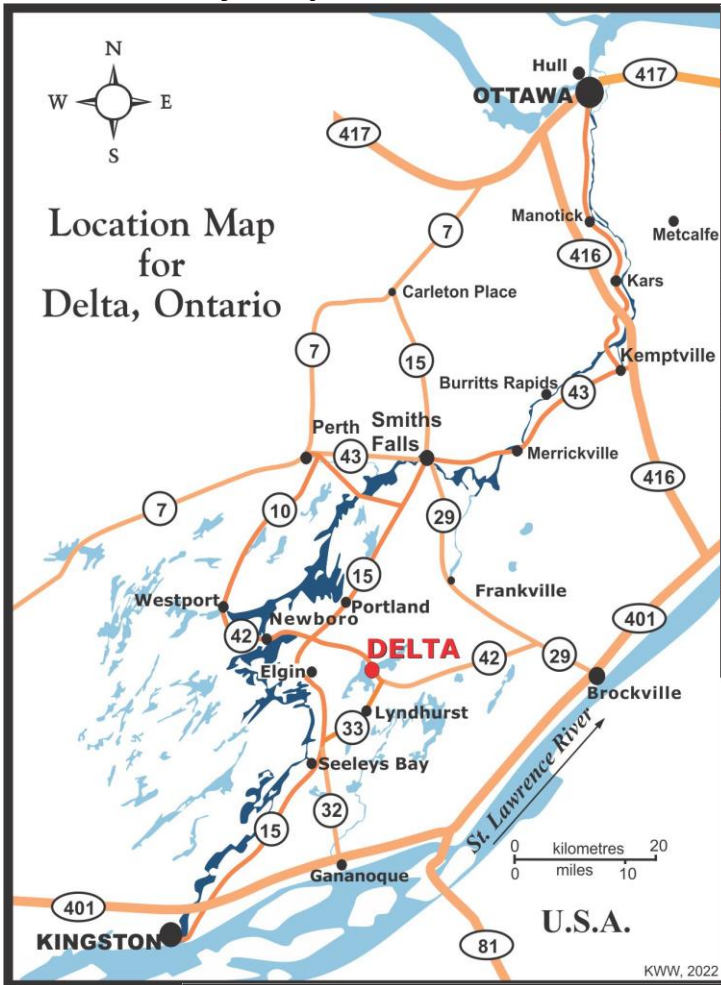 N
W
E
S
Location Map
for
Delta, Ontario
Hull
OTTAWA
417
417
Manotick
Metcalfe
7
416
Kars
Carleton Place
7
15
Kemptville
Burritts Rapids
43
Perth
Smiths
Falls
43
Merrickville
416
7
10
29
15
Frankville
Westport
Portland
Newboro
401
42
DELTA
42
29
Elgin
Brockville
Lyndhurst
33
St. Lawrence River
Seeleys Bay
32
15
0 kilometres 20
0 miles 10
Gananoque
401
U.S.A.
KINGSTON
81
KWW, 2022